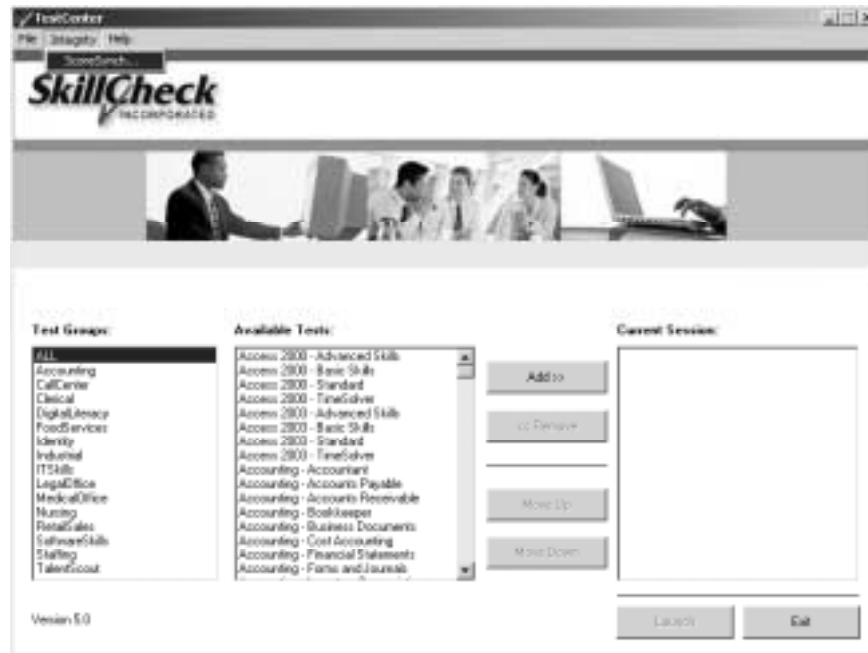 TestCenter
File Integrity Help
ScoreSynch...
SkillCheck
INCORPORATED
Test Groups:
ALL
Accounting
CallCenter
Clerical
DigitalLiteracy
FoodServices
Identity
Industrial
ITSkills
LegalOffice
MedicalOffice
Nursing
RetailSales
SoftwareSkills
Staffing
TalentScout
Available Tests:
Access 2000 - Advanced Skills
Access 2000 - Basic Skills
Access 2000 - Standard
Access 2000 - TimeSolver
Access 2003 - Advanced Skills
Access 2003 - Basic Skills
Access 2003 - Standard
Access 2003 - TimeSolver
Accounting - Accountant
Accounting - Accounts Payable
Accounting - Accounts Receivable
Accounting - Bookkeeper
Accounting - Business Documents
Accounting - Cost Accounting
Accounting - Financial Statements
Accounting - Forms and Journals
Add >>
<< Remove
Move Up
Move Down
Current Session:
Version 5.0
Launch
Exit